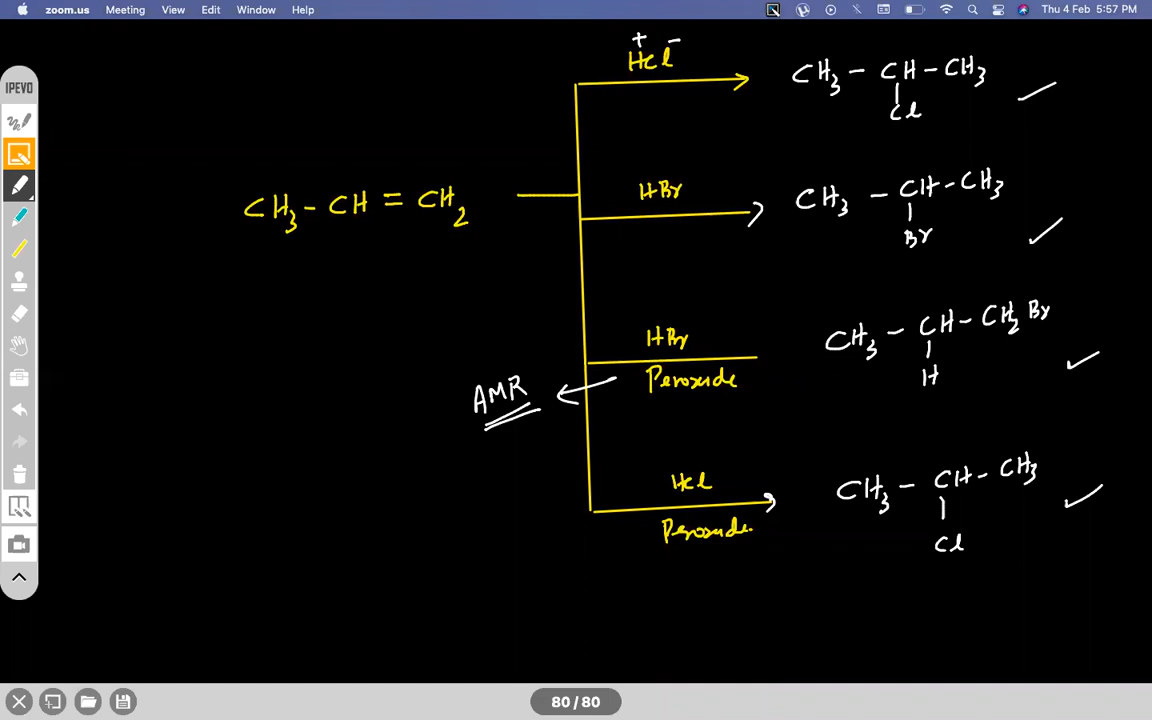 zoom.us Meeting View Edit Window Help Thu 4 Feb 5:57 PM
IPEVO
+ -
HCl
CH3 - CH - CH3
Cl
CH3 - CH = CH2
HBr
CH3 - CH - CH3
Br
HBr
Peroxide
CH3 - CH - CH2Br
H
AMR
HCl
Peroxide.
CH3 - CH - CH3
Cl
80 / 80